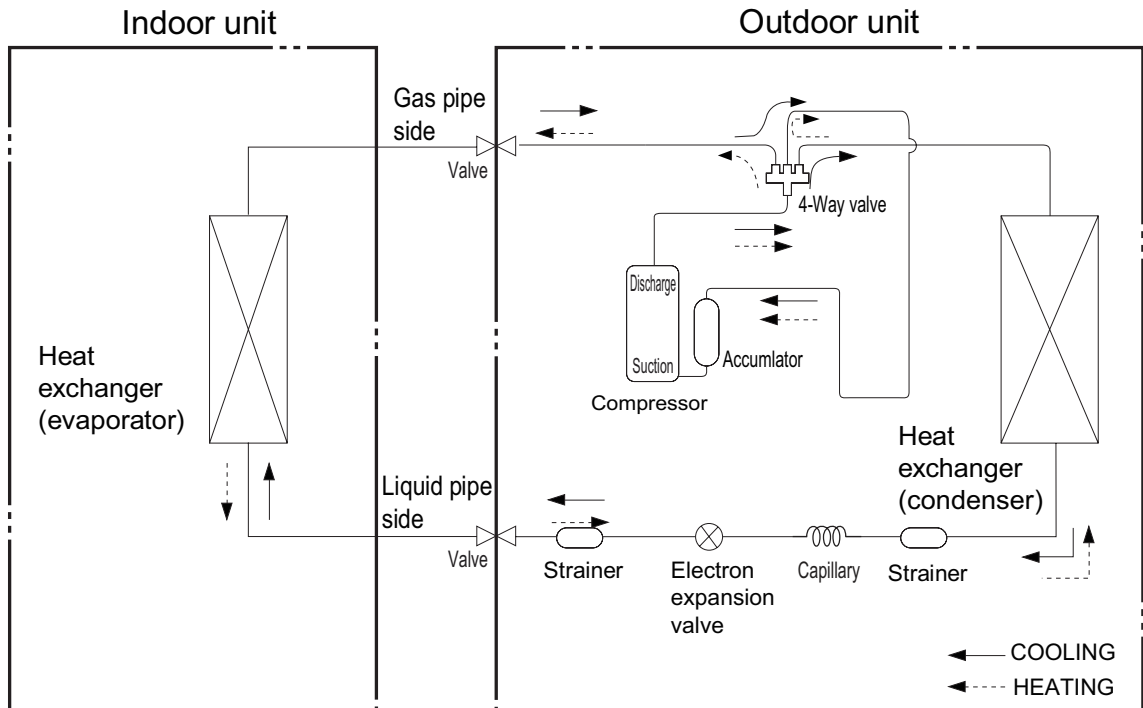 Indoor unit
Outdoor unit
Gas pipe
side
Valve
4-Way valve
Discharge
Suction
Accumlator
Compressor
Heat
exchanger
(evaporator)
Heat
exchanger
(condenser)
Liquid pipe
side
Valve
Strainer
Electron
expansion
valve
Capillary
Strainer
COOLING
HEATING